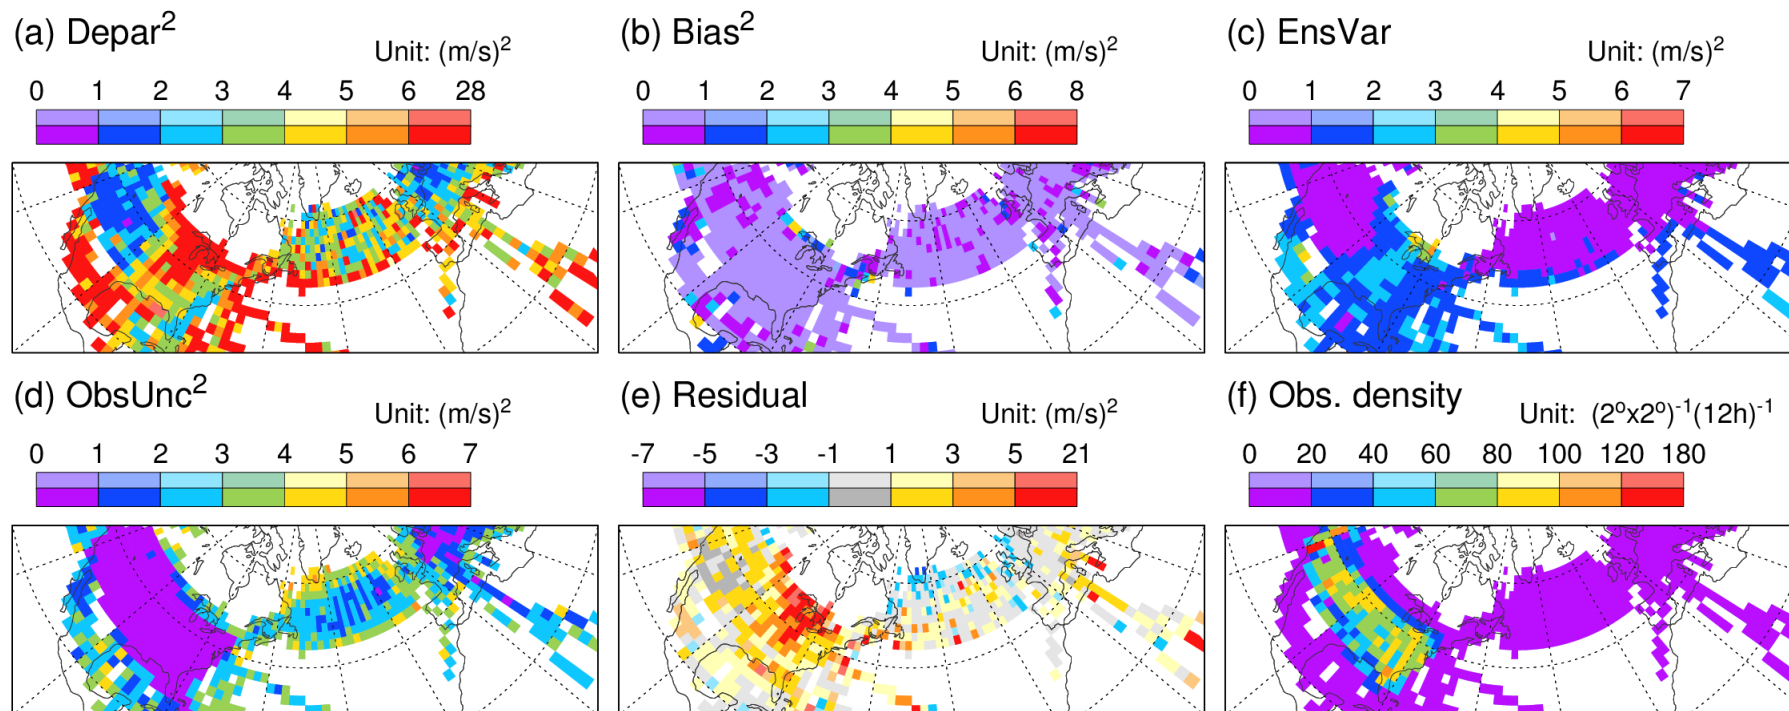 (a) Depar²
Unit: (m/s)²
0 1 2 3 4 5 6 28
(b) Bias²
Unit: (m/s)²
0 1 2 3 4 5 6 8
(c) EnsVar
Unit: (m/s)²
0 1 2 3 4 5 6 7
(d) ObsUnc²
Unit: (m/s)²
0 1 2 3 4 5 6 7
(e) Residual
Unit: (m/s)²
-7 -5 -3 -1 1 3 5 21
(f) Obs. density
Unit: (2ºx2º)⁻¹(12h)⁻¹
0 20 40 60 80 100 120 180